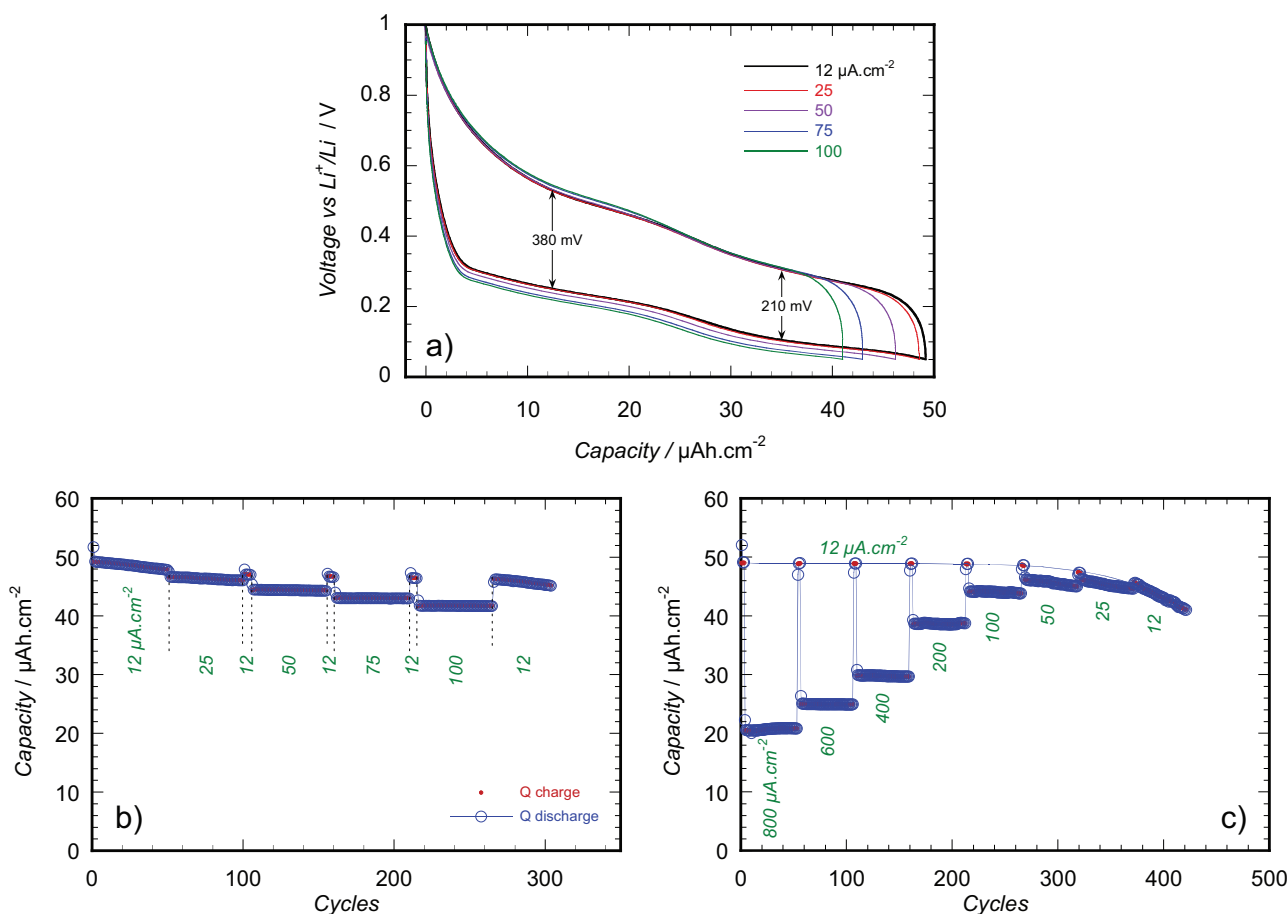 1
0.8
0.6
0.4
0.2
0
Voltage vs Li⁺/Li / V
12 µA.cm⁻²
25
50
75
100
380 mV
210 mV
a)
0 10 20 30 40 50
Capacity / µAh.cm⁻²
60
50
40
30
20
10
0
Capacity / µAh.cm⁻²
12 µA.cm⁻²
25
12
50
12
75
12
100
12
b)
Q charge
Q discharge
0 100 200 300
Cycles
60
50
40
30
20
10
0
Capacity / µAh.cm⁻²
12 µA.cm⁻²
800 µA.cm⁻²
600
400
200
100
50
25
12
c)
0 100 200 300 400 500
Cycles